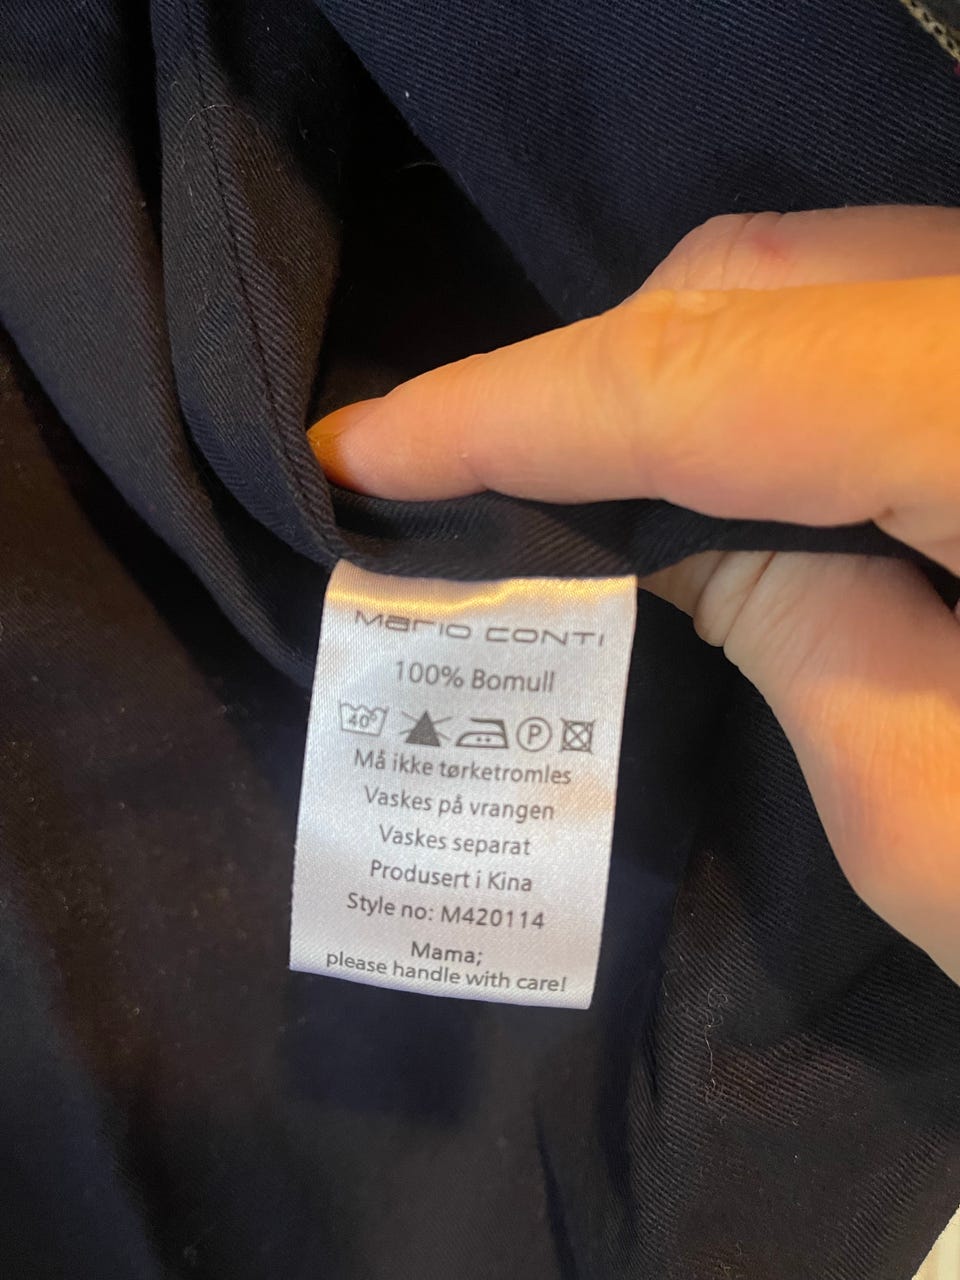 Mario CONTI
100% Bomull
40° P
Må ikke tørketromles
Vaskes på vrangen
Vaskes separat
Produsert i Kina
Style no: M420114
Mama;
please handle with care!